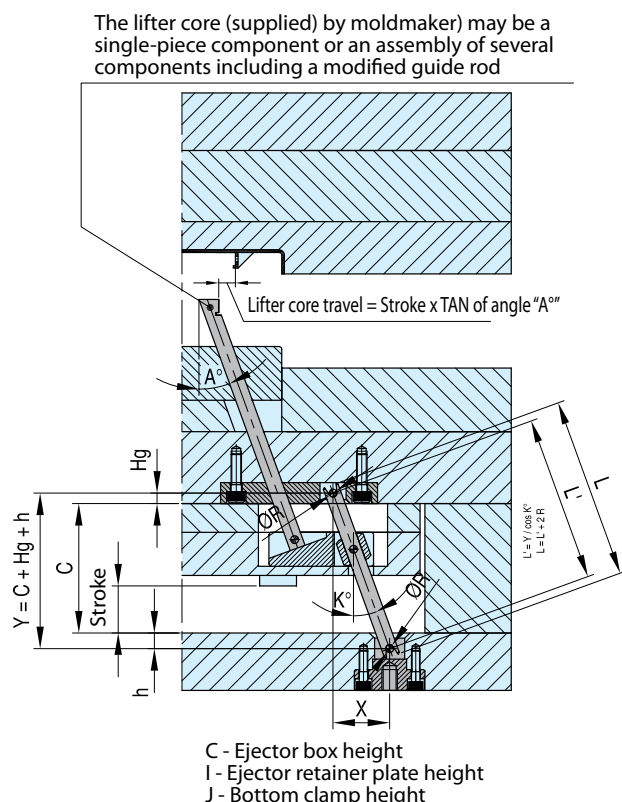 The lifter core (supplied) by moldmaker) may be a
single-piece component or an assembly of several
components including a modified guide rod
Lifter core travel = Stroke x TAN of angle “A°”
A°
Hg
ØR
L
L'
L' = Y / cos K°
L = L' + 2 R
Y = C + Hg + h
C
Stroke
K°
ØR
h
X
C - Ejector box height
I - Ejector retainer plate height
J - Bottom clamp height